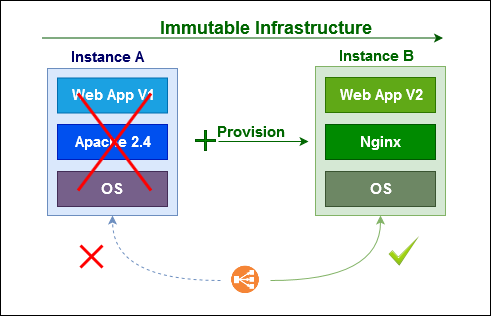 Immutable Infrastructure
Instance A
Instance B
Web App V1
Web App V2
Provision
Apache 2.4
Nginx
OS
OS